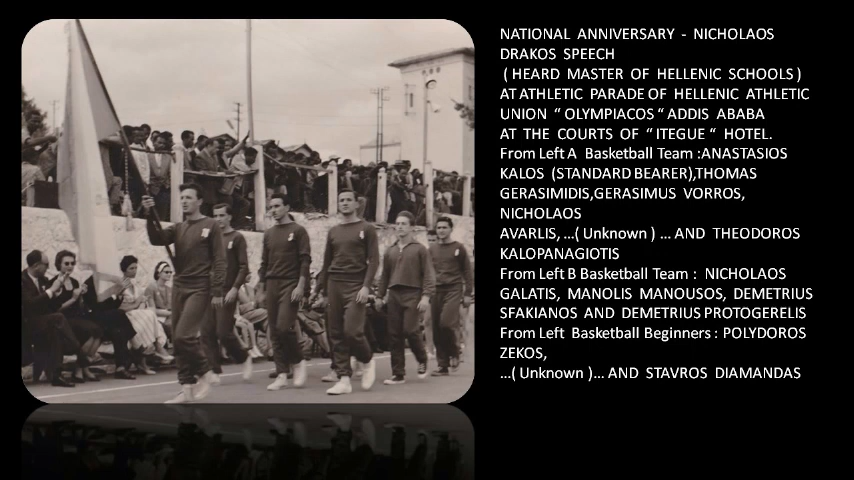 NATIONAL ANNIVERSARY - NICHOLAOS
DRAKOS SPEECH
( HEARD MASTER OF HELLENIC SCHOOLS )
AT ATHLETIC PARADE OF HELLENIC ATHLETIC
UNION “ OLYMPIACOS “ ADDIS ABABA
AT THE COURTS OF “ ITEGUE “ HOTEL.
From Left A Basketball Team :ANASTASIOS
KALOS (STANDARD BEARER),THOMAS
GERASIMIDIS,GERASIMUS VORROS,
NICHOLAOS
AVARLIS, ...( Unknown ) ... AND THEODOROS
KALOPANAGIOTIS
From Left B Basketball Team : NICHOLAOS
GALATIS, MANOLIS MANOUSOS, DEMETRIUS
SFAKIANOS AND DEMETRIUS PROTOGERELIS
From Left Basketball Beginners : POLYDOROS
ZEKOS,
...( Unknown )... AND STAVROS DIAMANDAS